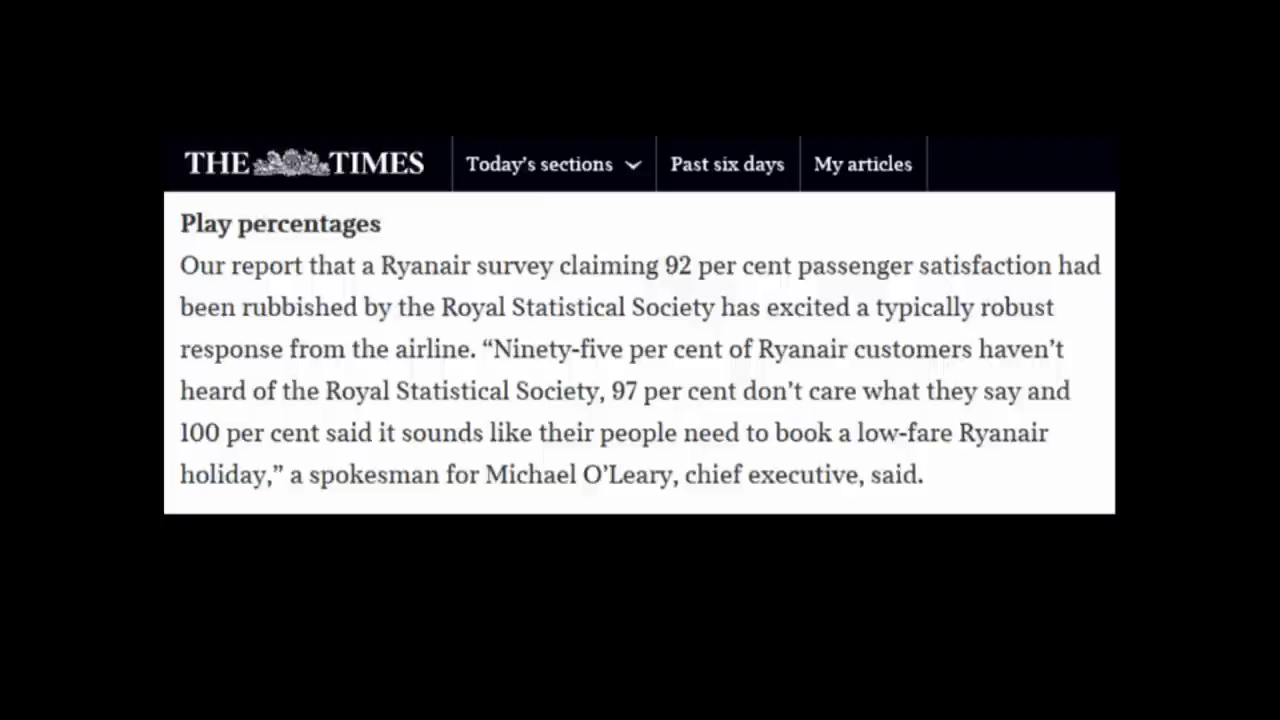 THE TIMES Today's sections Past six days My articles
Play percentages
Our report that a Ryanair survey claiming 92 per cent passenger satisfaction had
been rubbished by the Royal Statistical Society has excited a typically robust
response from the airline. “Ninety-five per cent of Ryanair customers haven’t
heard of the Royal Statistical Society, 97 per cent don’t care what they say and
100 per cent said it sounds like their people need to book a low-fare Ryanair
holiday,” a spokesman for Michael O’Leary, chief executive, said.